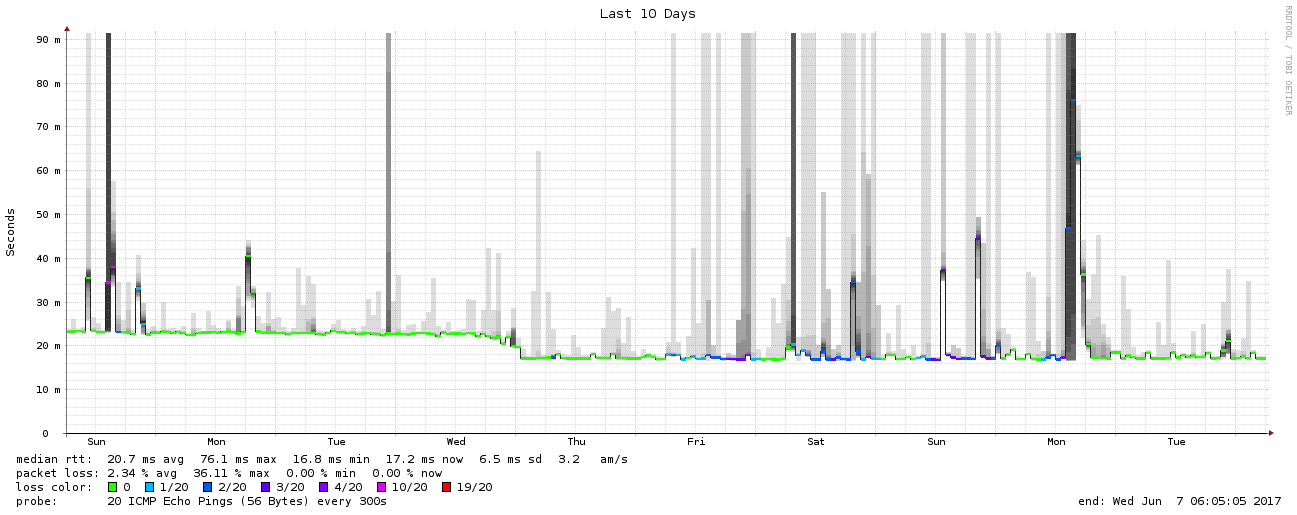 Last 10 Days
RRDTOOL / TOBI OETIKER
Seconds
90 m
80 m
70 m
60 m
50 m
40 m
30 m
20 m
10 m
0
Sun Mon Tue Wed Thu Fri Sat Sun Mon Tue
median rtt: 20.7 ms avg 76.1 ms max 16.8 ms min 17.2 ms now 6.5 ms sd 3.2 am/s
packet loss: 2.34 % avg 36.11 % max 0.00 % min 0.00 % now
loss color: 0 1/20 2/20 3/20 4/20 10/20 19/20
probe: 20 ICMP Echo Pings (56 Bytes) every 300s end: Wed Jun 7 06:05:05 2017